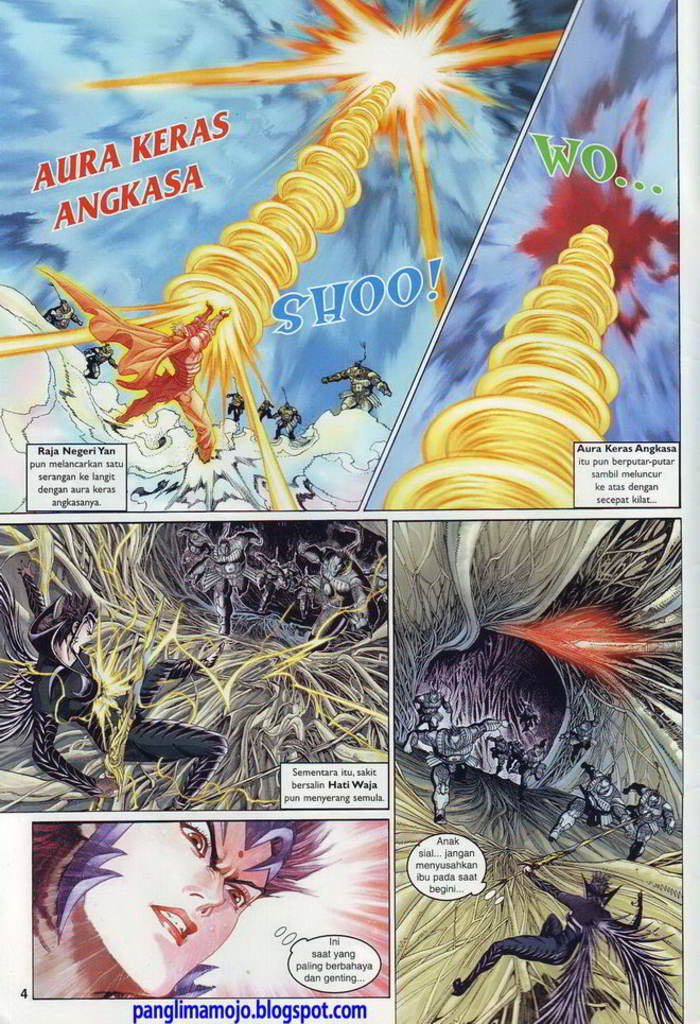 AURA KERAS
ANGKASA
SHOO!
Raja Negeri Yan
pun melancarkan satu
serangan ke langit
dengan aura keras
angkasanya.
WO...
Aura Keras Angkasa
itu pun berputar-putar
sambil meluncur
ke atas dengan
secepat kilat...
Sementara itu, sakit
bersalin Hati Waja
pun menyerang semula.
Anak
sial... jangan
menyusahkan
ibu pada saat
begini...
Ini
saat yang
paling berbahaya
dan genting...
4
panglimamojo.blogspot.com